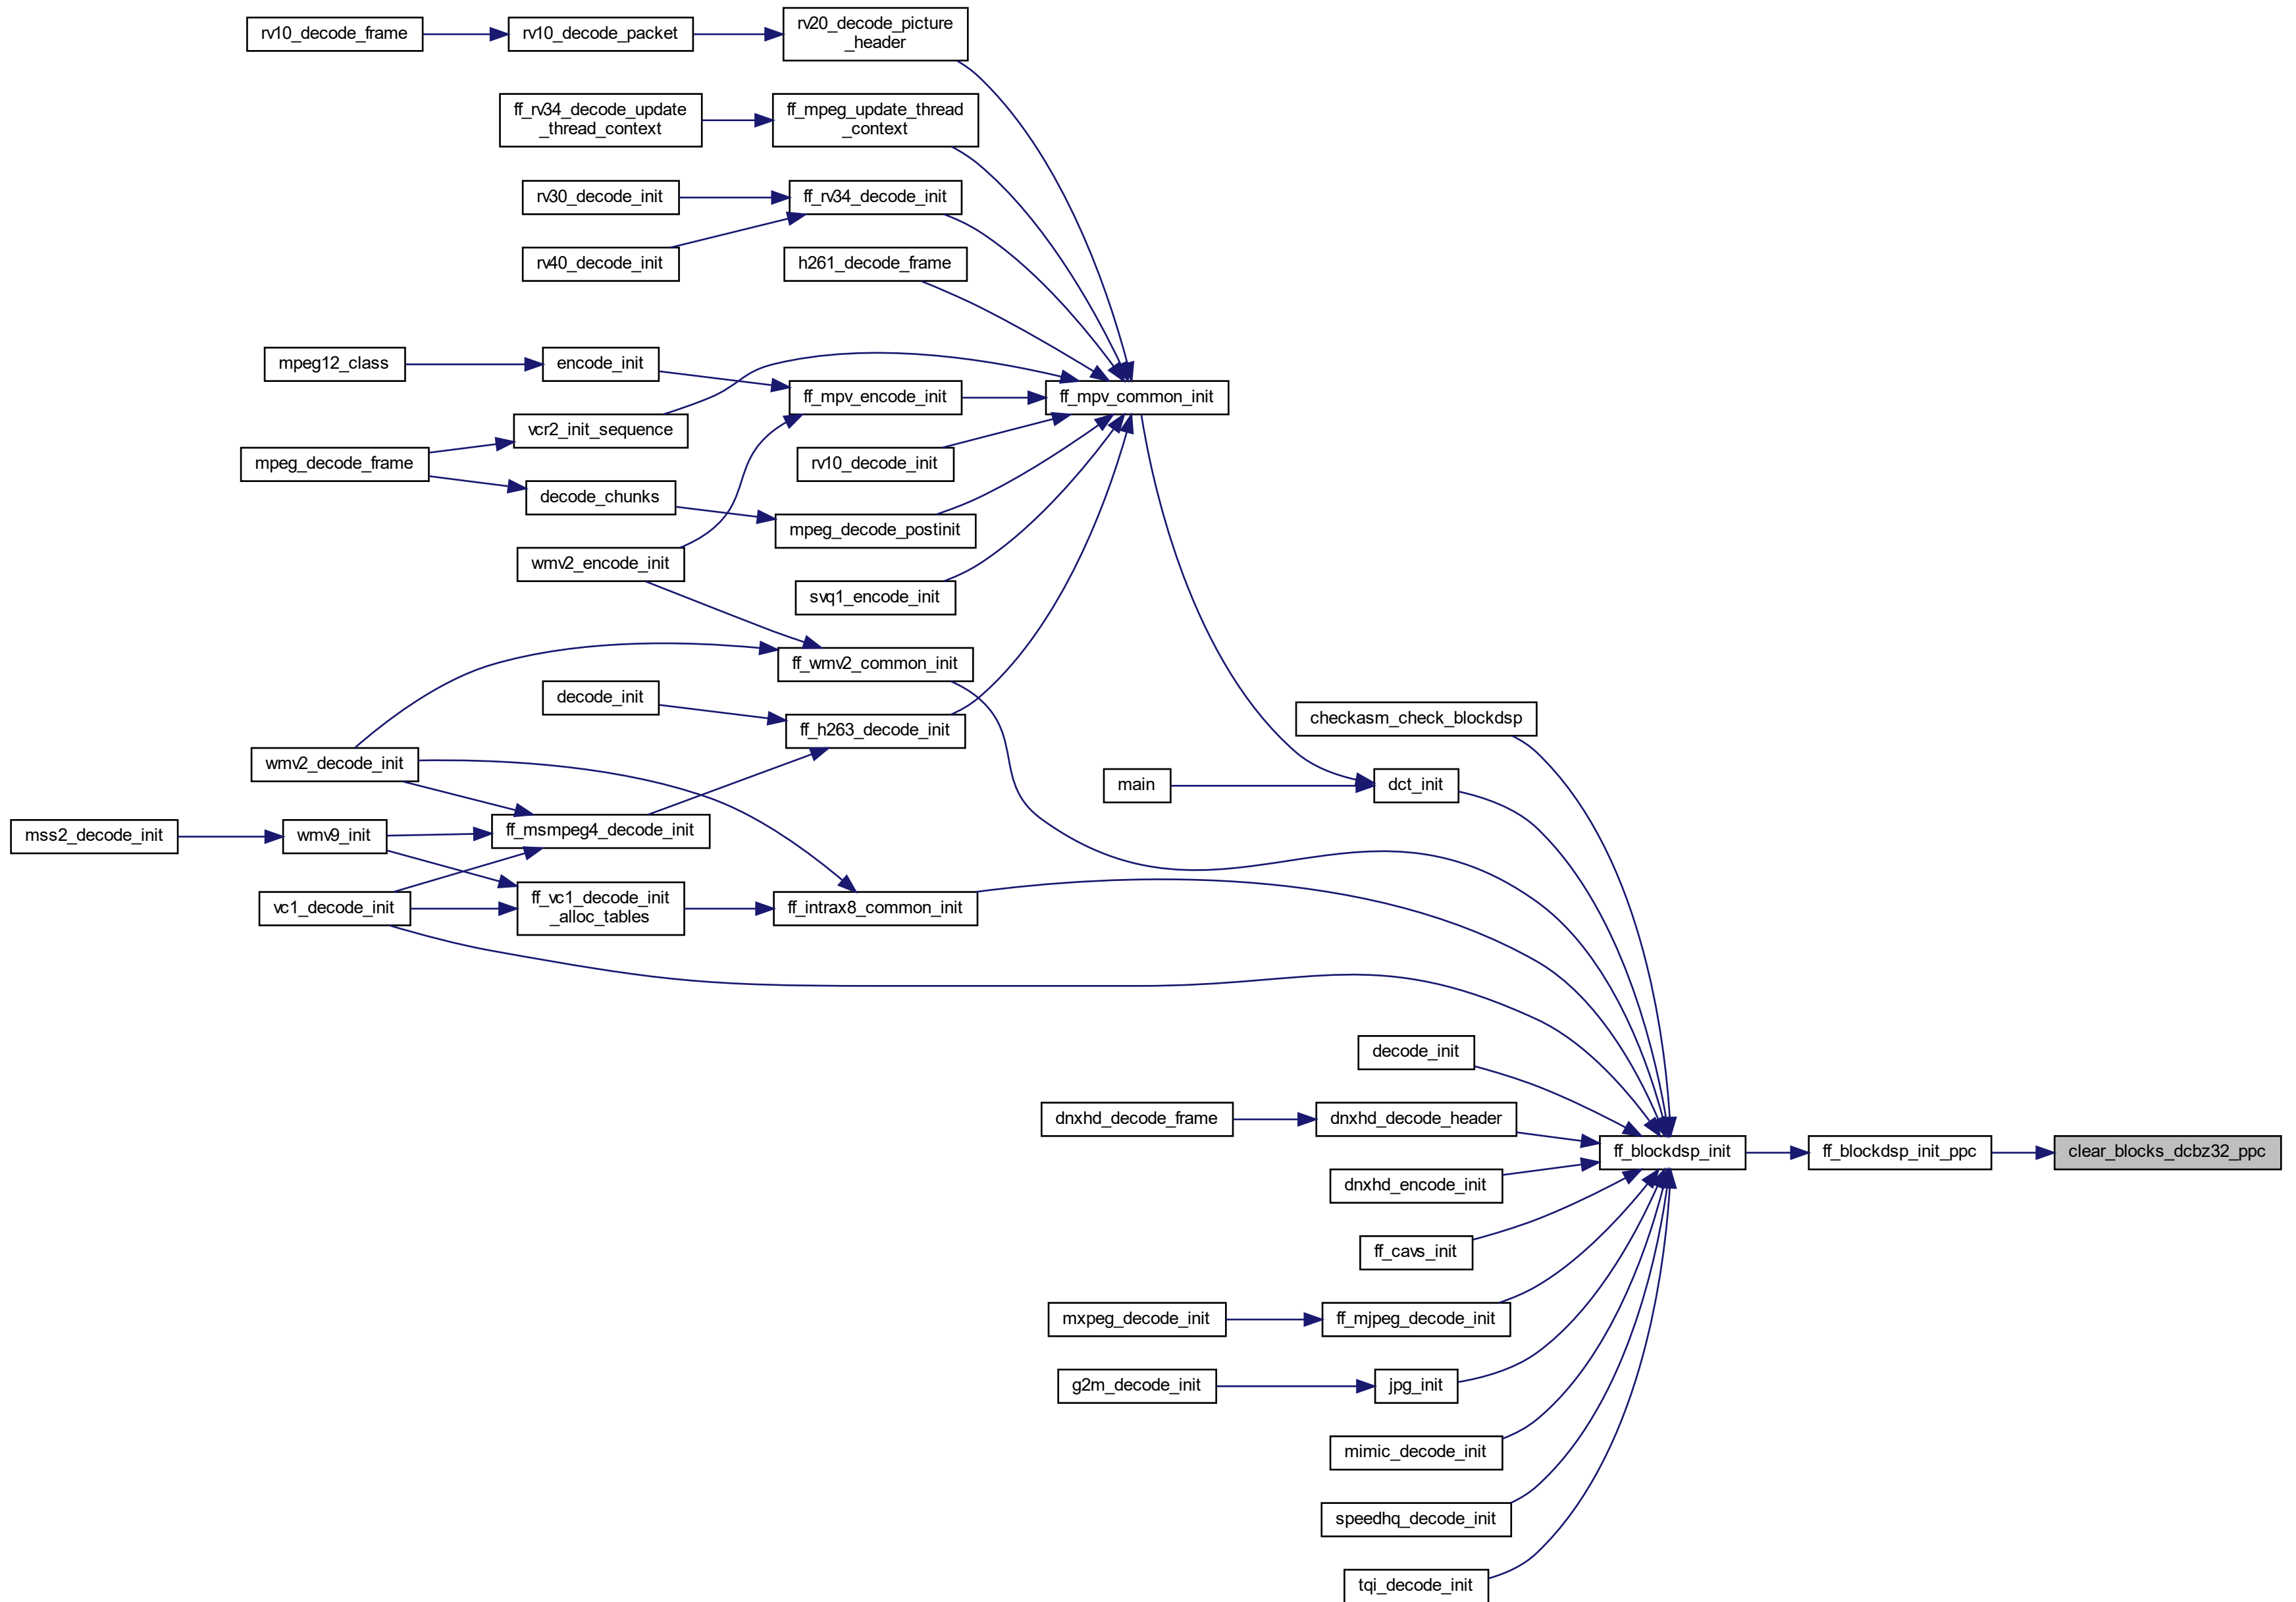 rv10_decode_frame
rv10_decode_packet
rv20_decode_picture
_header
ff_rv34_decode_update
_thread_context
ff_mpeg_update_thread
_context
rv30_decode_init
ff_rv34_decode_init
rv40_decode_init
h261_decode_frame
mpeg12_class
encode_init
ff_mpv_encode_init
ff_mpv_common_init
vcr2_init_sequence
mpeg_decode_frame
rv10_decode_init
decode_chunks
mpeg_decode_postinit
wmv2_encode_init
svq1_encode_init
ff_wmv2_common_init
decode_init
ff_h263_decode_init
checkasm_check_blockdsp
wmv2_decode_init
main
dct_init
mss2_decode_init
wmv9_init
ff_msmpeg4_decode_init
vc1_decode_init
ff_vc1_decode_init
_alloc_tables
ff_intrax8_common_init
decode_init
dnxhd_decode_frame
dnxhd_decode_header
ff_blockdsp_init
ff_blockdsp_init_ppc
clear_blocks_dcbz32_ppc
dnxhd_encode_init
ff_cavs_init
mxpeg_decode_init
ff_mjpeg_decode_init
g2m_decode_init
jpg_init
mimic_decode_init
speedhq_decode_init
tqi_decode_init